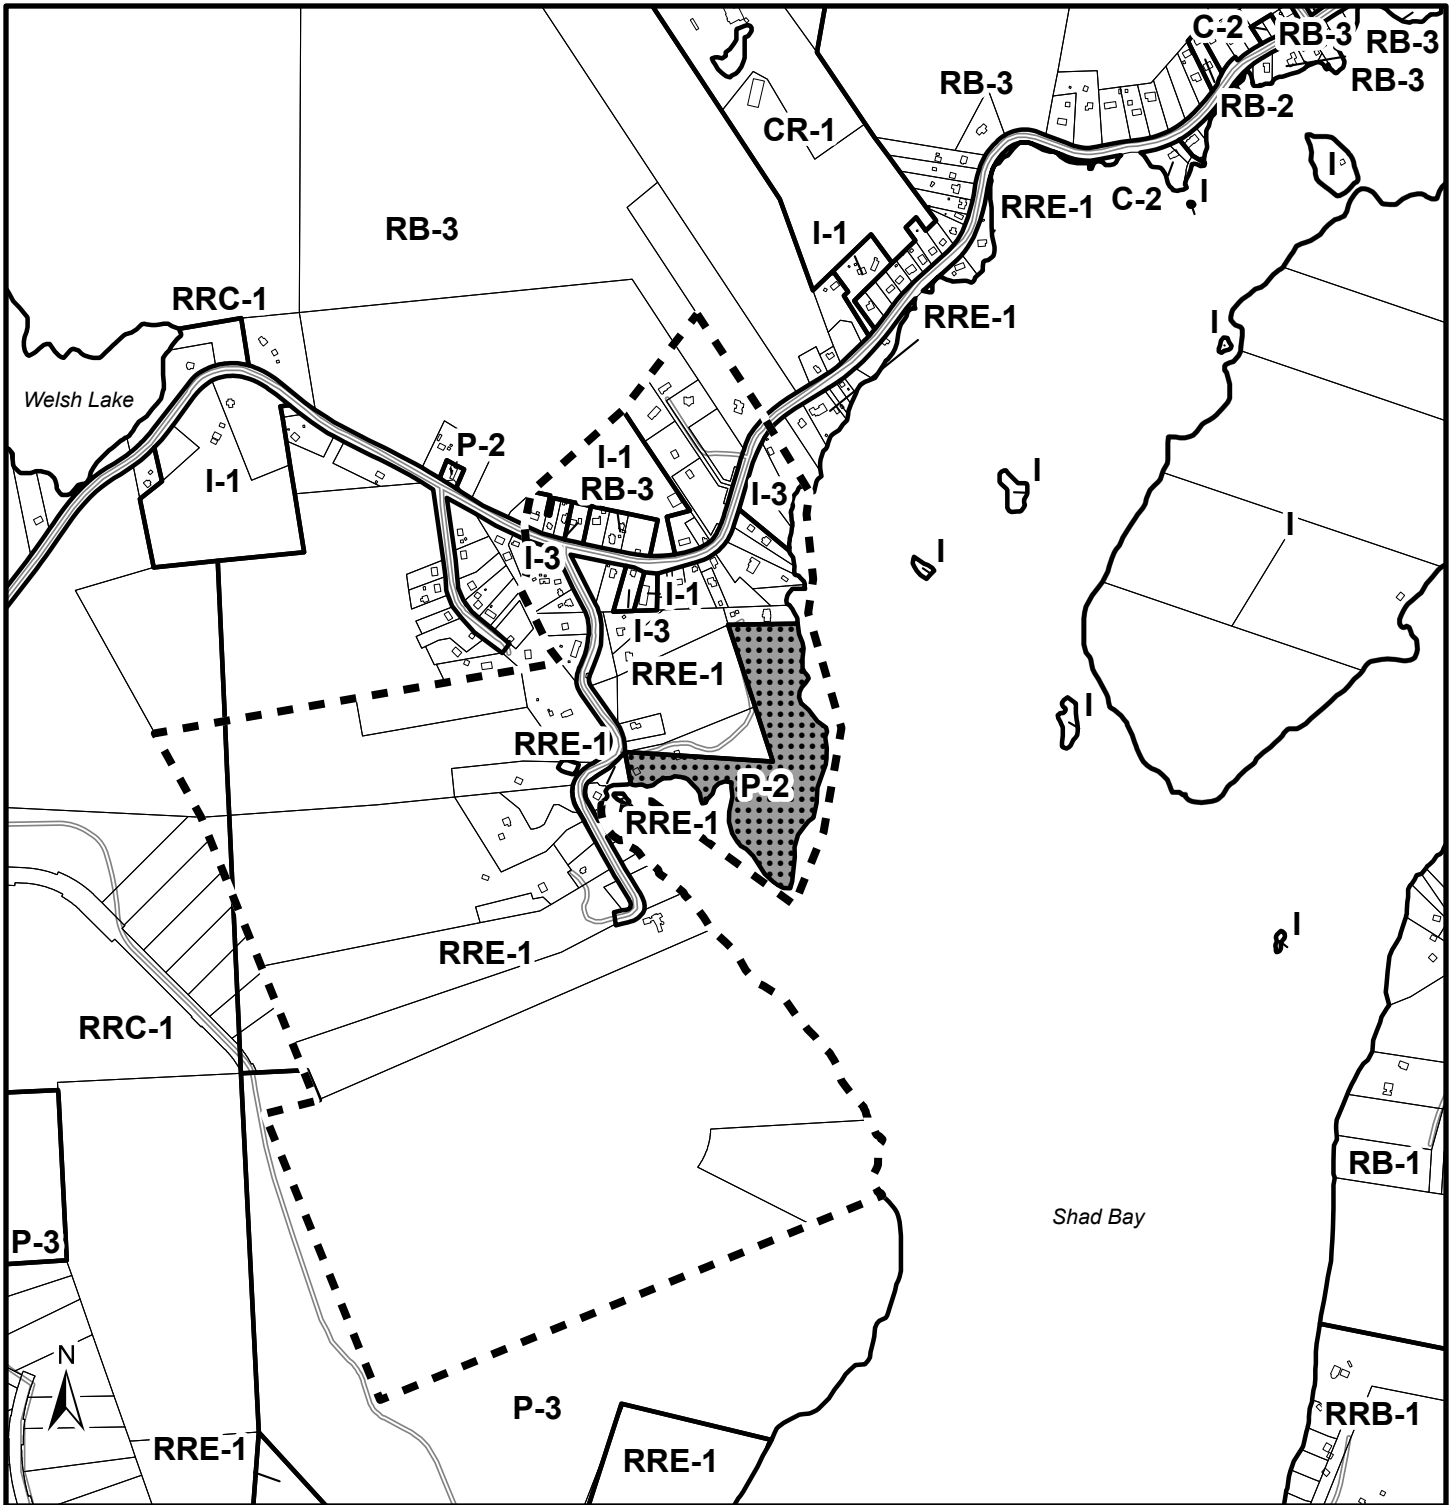 C-2
RB-3
RB-3
RB-3
RB-3
RB-2
CR-1
I
RRE-1
C-2
I
RB-3
I-1
RRC-1
RRE-1
I
Welsh Lake
P-2
I-1
RB-3
I-1
I-3
I
I
I-3
I
I-1
I-3
RRE-1
I
RRE-1
P-2
RRE-1
I
RRE-1
RRC-1
RB-1
Shad Bay
P-3
N
P-3
RRB-1
RRE-1
RRE-1